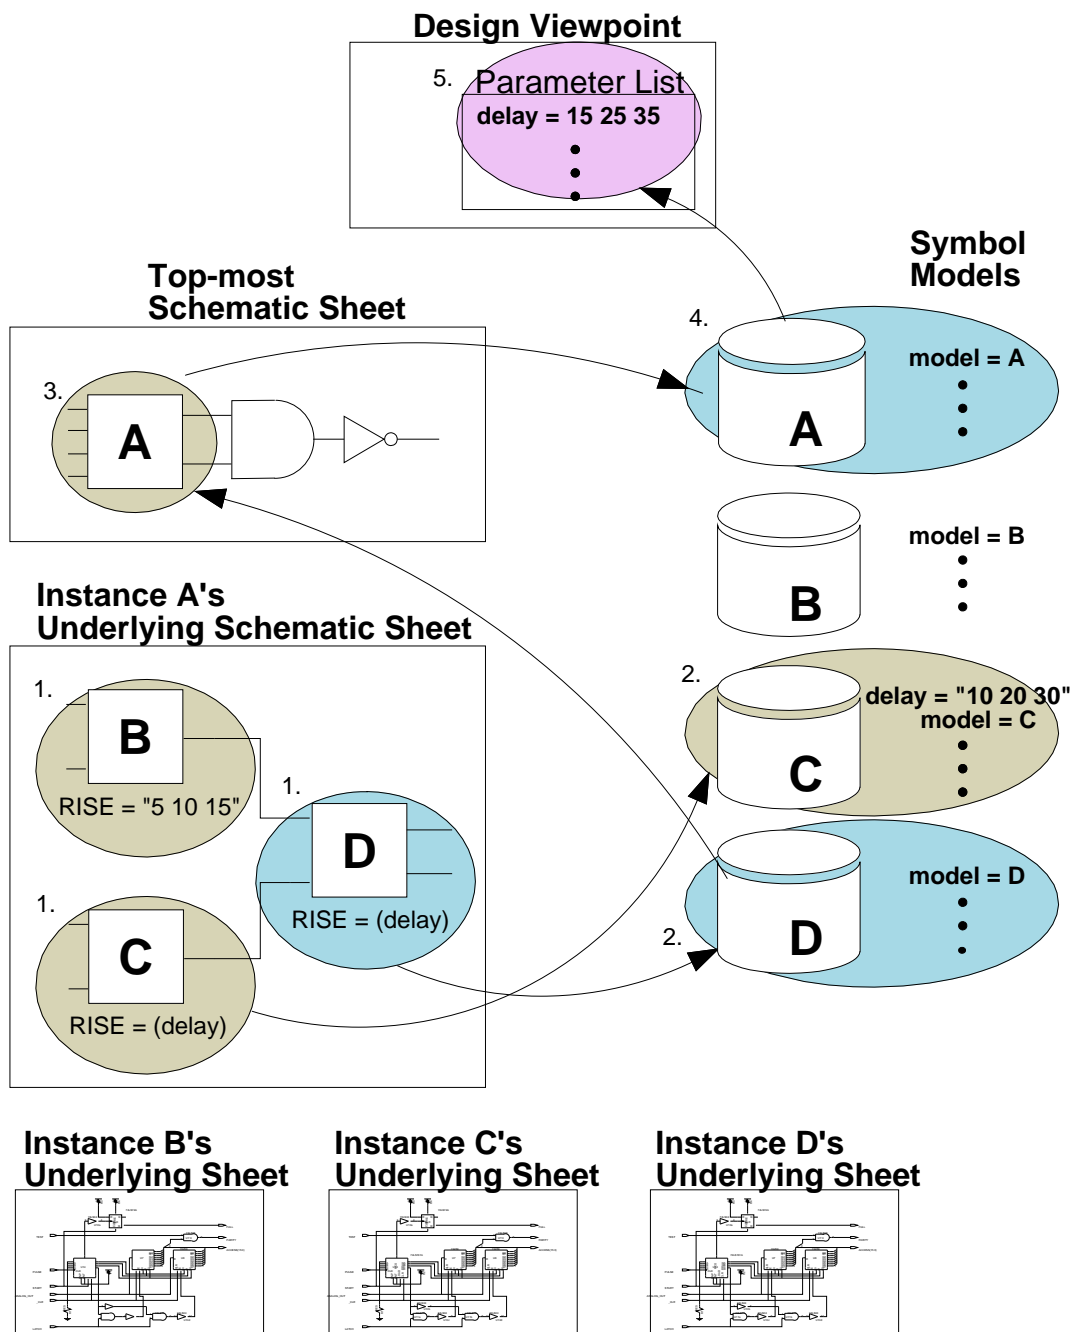 Design Viewpoint
5. Parameter List
delay = 15 25 35
Symbol
Models
Top-most
Schematic Sheet
4.
model = A
A
3.
A
model = B
B
Instance A's
Underlying Schematic Sheet
1.
B
RISE = "5 10 15"
2.
delay = "10 20 30"
model = C
C
1.
D
RISE = (delay)
1.
C
RISE = (delay)
model = D
2.
D
Instance B's
Underlying Sheet
Instance C's
Underlying Sheet
Instance D's
Underlying Sheet